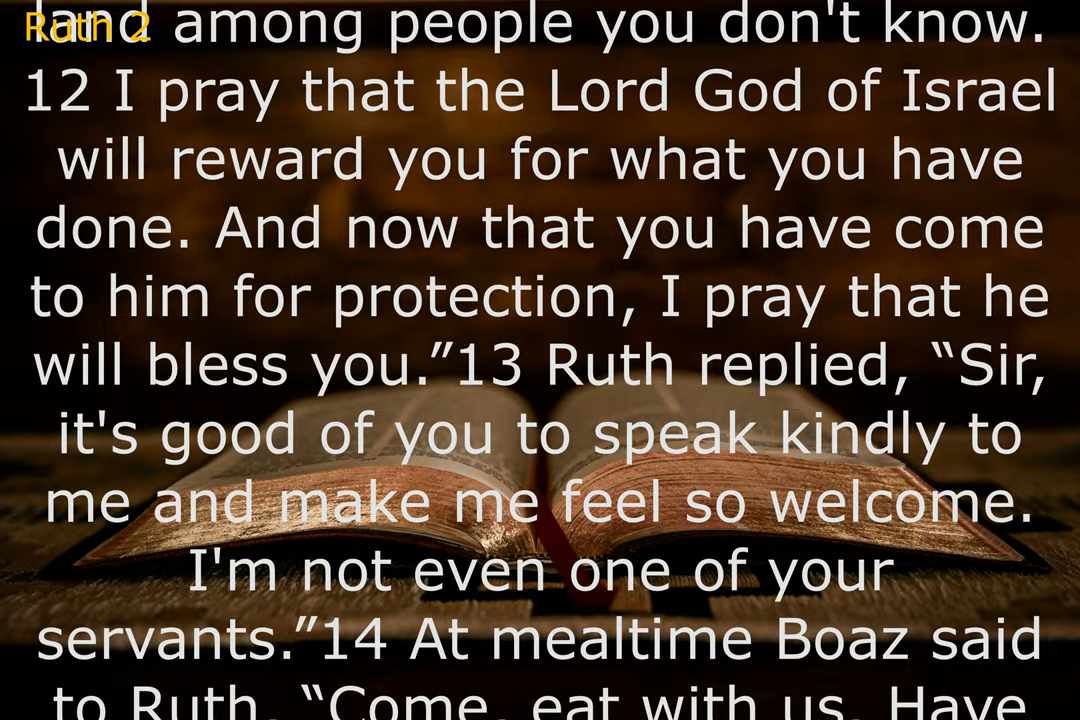 Ruth 2
land among people you don't know.
12 I pray that the Lord God of Israel
will reward you for what you have
done. And now that you have come
to him for protection, I pray that he
will bless you.”13 Ruth replied, “Sir,
it's good of you to speak kindly to
me and make me feel so welcome.
I'm not even one of your
servants.”14 At mealtime Boaz said
to Ruth, “Come, eat with us. Have